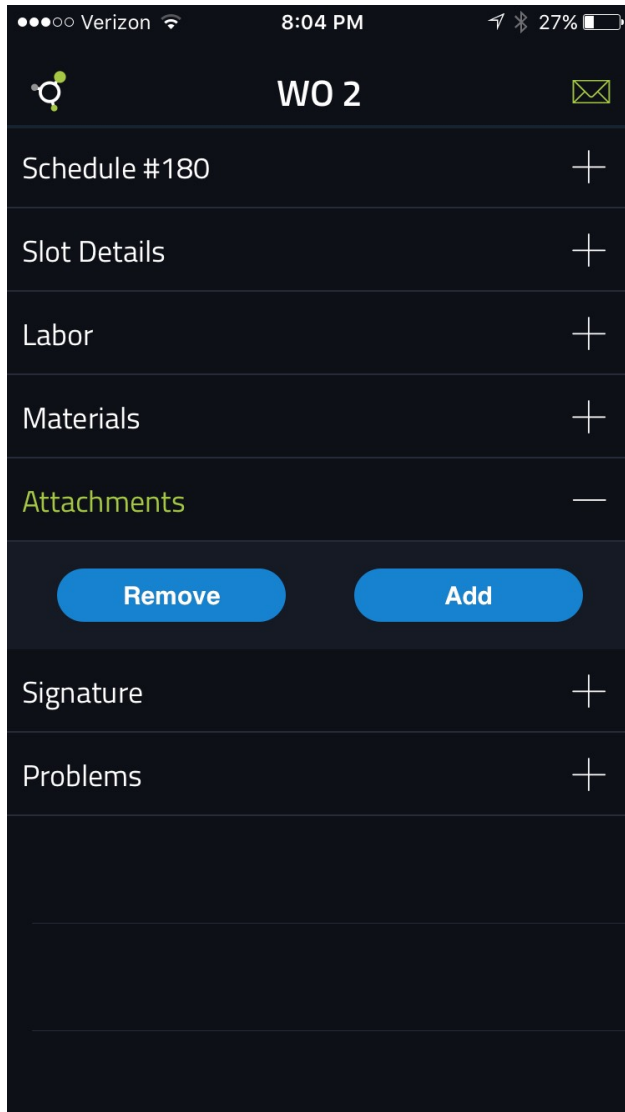 Verizon 8:04 PM 27%
WO 2
Schedule #180
Slot Details
Labor
Materials
Attachments
Remove Add
Signature
Problems